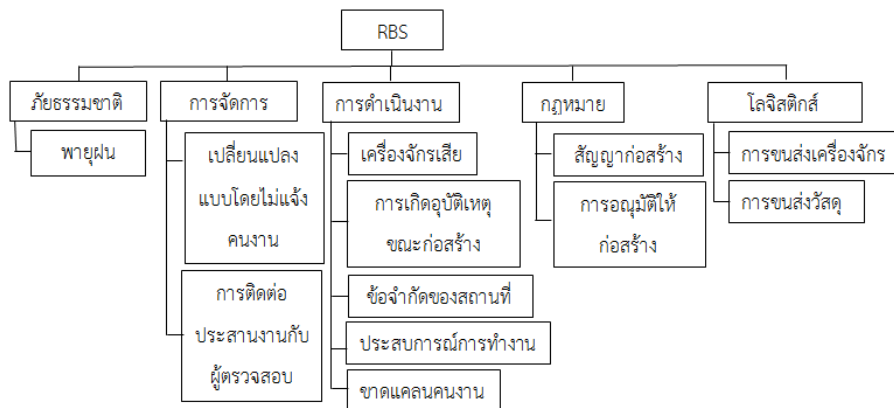 RBS
ภัยธรรมชาติ
พายุฝน
การจัดการ
เปลี่ยนแปลง
แบบโดยไม่แจ้ง
คนงาน
การติดต่อ
ประสานงานกับ
ผู้ตรวจสอบ
การดำเนินงาน
เครื่องจักรเสีย
การเกิดอุบัติเหตุ
ขณะก่อสร้าง
ข้อจำกัดของสถานที่
ประสบการณ์การทำงาน
ขาดแคลนคนงาน
กฎหมาย
สัญญาก่อสร้าง
การอณุมัติให้
ก่อสร้าง
โลจิสติกส์
การขนส่งเครื่องจักร
การขนส่งวัสดุ